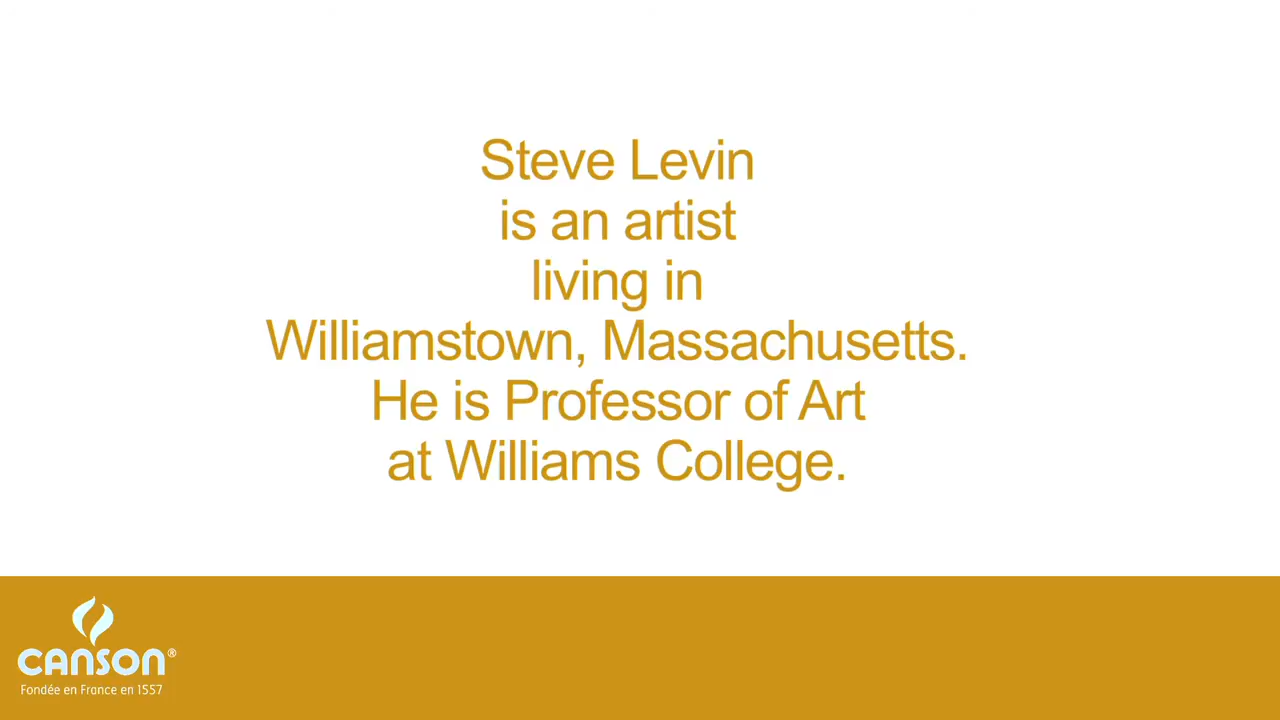 Steve Levin
is an artist
living in
Williamstown, Massachusetts.
He is Professor of Art
at Williams College.
CANSON®
Fondée en France en 1557